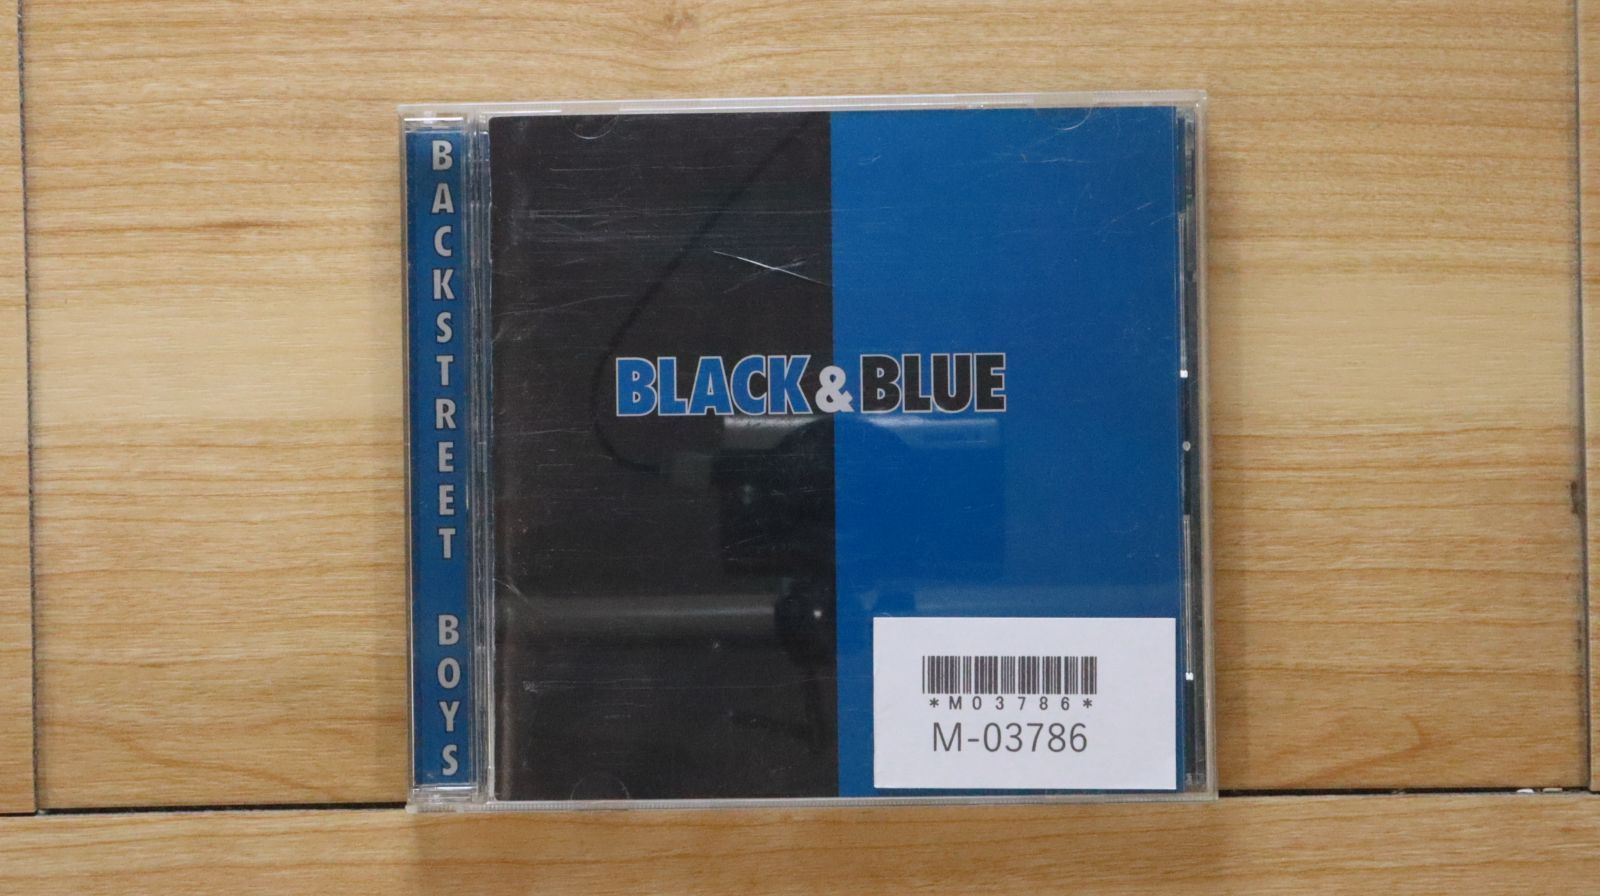 BACKSTREET BOYS
BLACK & BLUE
*M03786*
M-03786